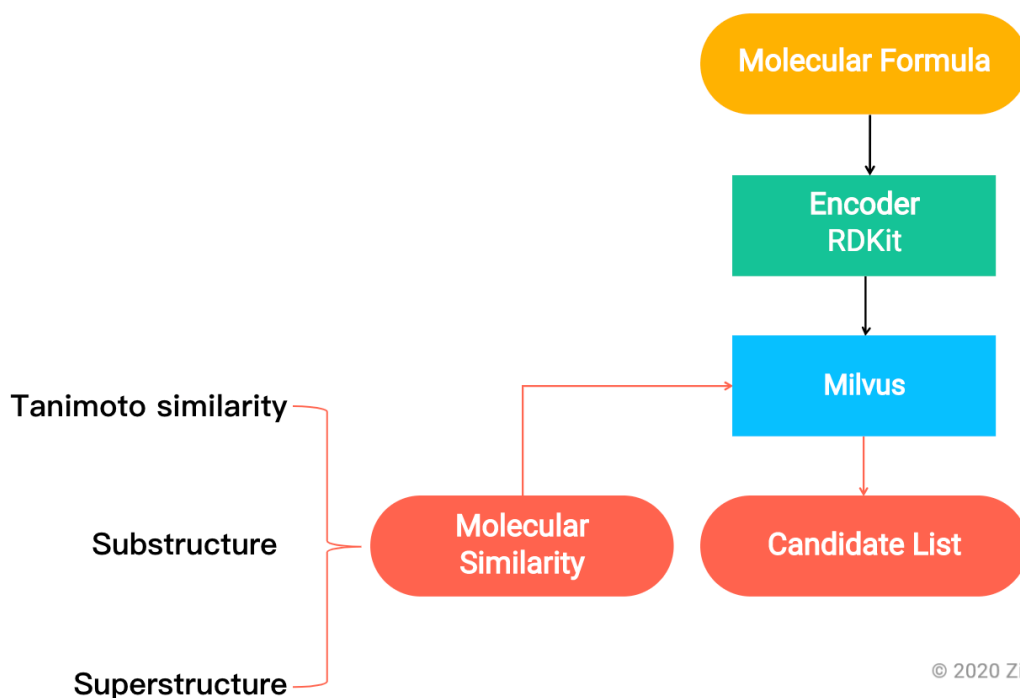 Molecular Formula
Encoder
RDKit
Milvus
Tanimoto similarity
Substructure
Superstructure
Molecular
Similarity
Candidate List
© 2020